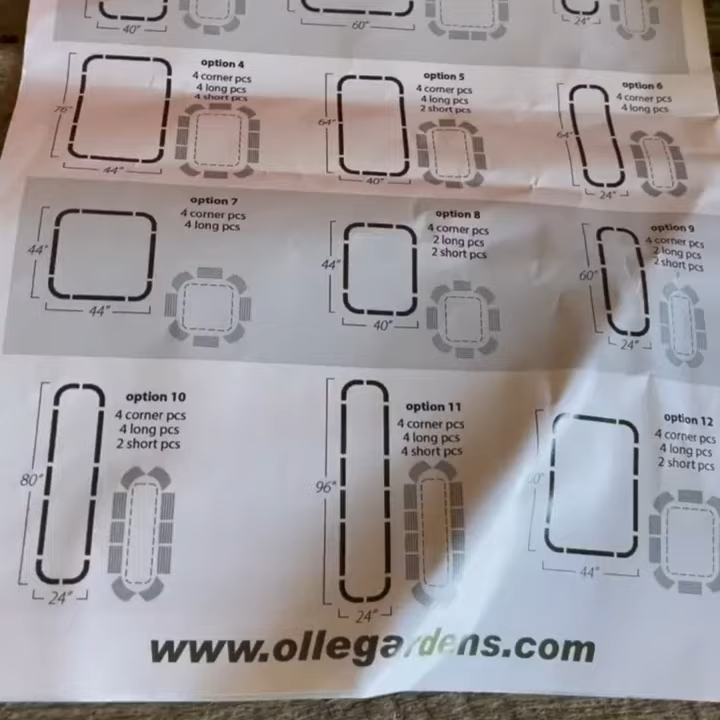 40"
60"
24"
option 4
4 corner pcs
4 long pcs
4 short pcs
76"
44"
option 5
4 corner pcs
4 long pcs
2 short pcs
64"
40"
option 6
4 corner pcs
4 long pcs
64"
24"
option 7
4 corner pcs
4 long pcs
44"
44"
option 8
4 corner pcs
2 long pcs
2 short pcs
44"
40"
option 9
4 corner pcs
2 long pcs
2 short pcs
60"
24"
option 10
4 corner pcs
4 long pcs
2 short pcs
80"
24"
option 11
4 corner pcs
4 long pcs
4 short pcs
96"
24"
option 12
4 corner pcs
4 long pcs
2 short pcs
44"
www.ollegardens.com